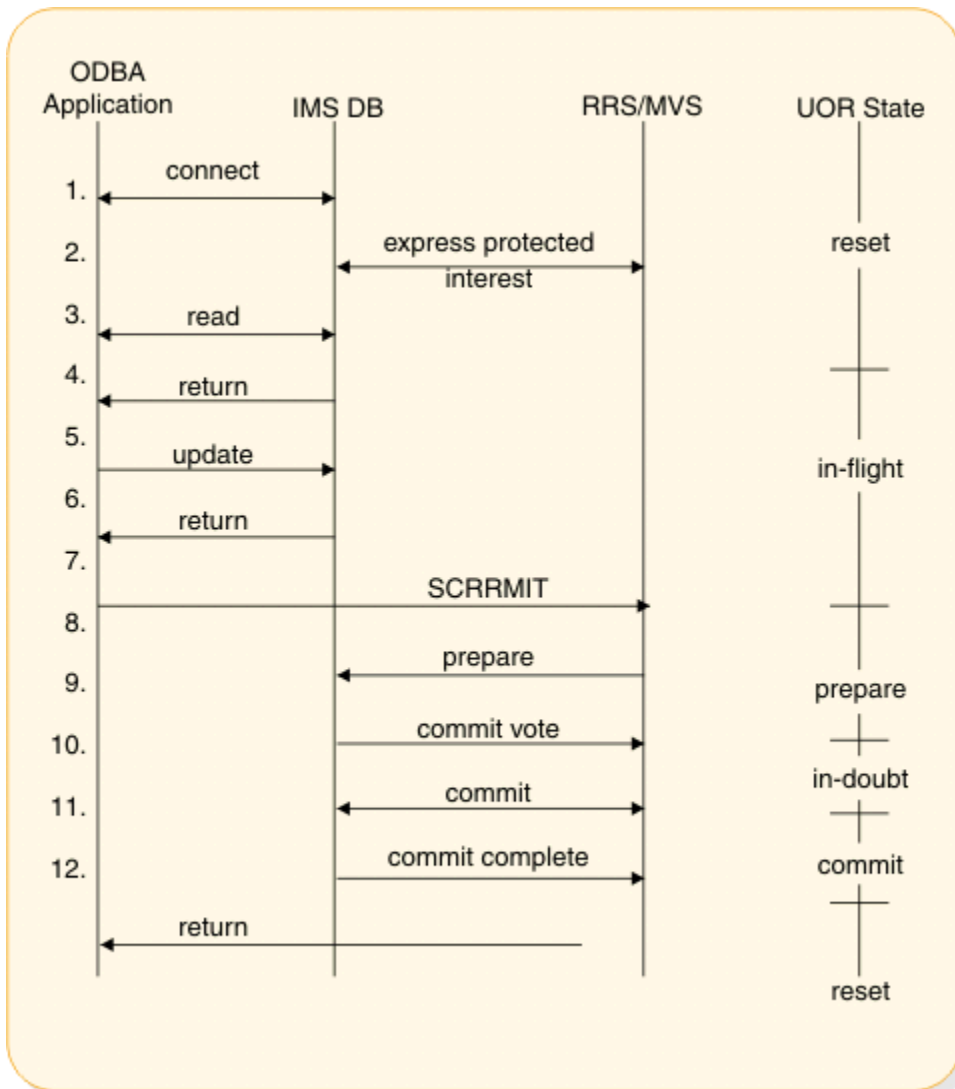 ODBA
Application
IMS DB
RRS/MVS
UOR State
connect
1.
express protected
interest
2.
reset
3.
read
4.
return
5.
update
in-flight
6.
return
7.
SCRRMIT
8.
prepare
9.
prepare
commit vote
10.
in-doubt
commit
11.
commit complete
12.
commit
return
reset